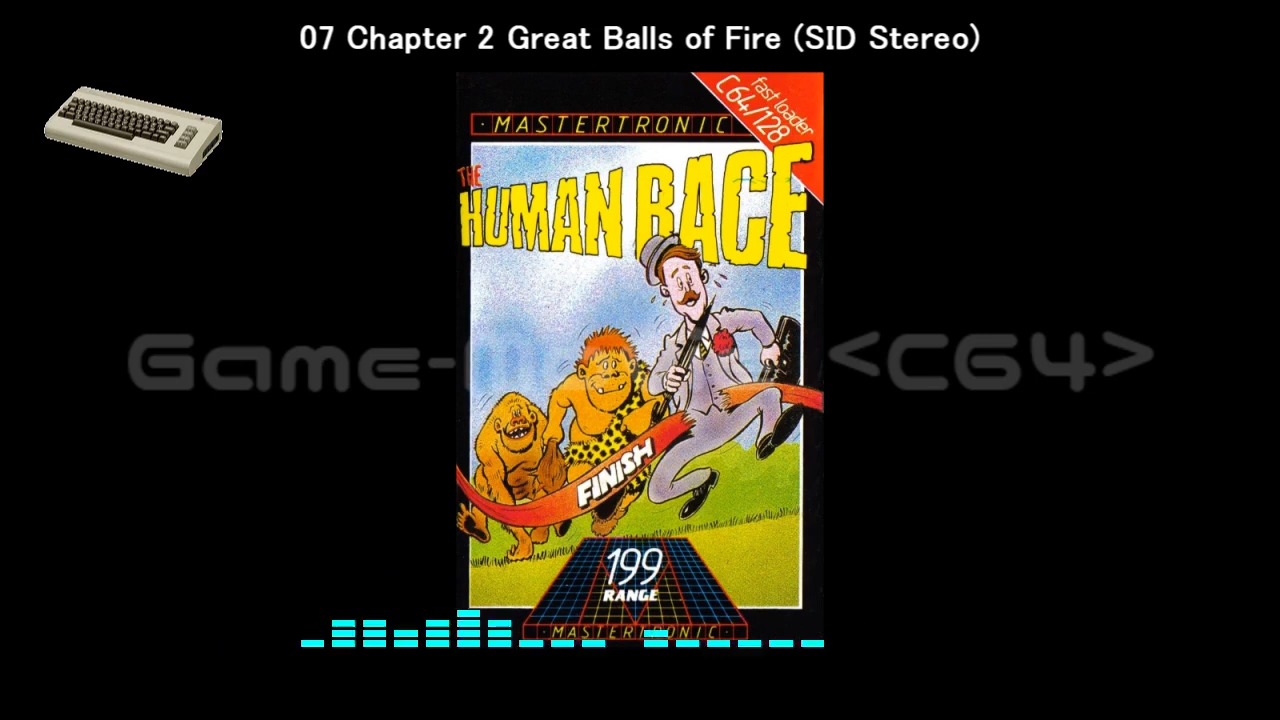 07 Chapter 2 Great Balls of Fire (SID Stereo)
fast loader
C64/128
·MASTERTRONIC
THE
HUMAN RACE
Game- <C64>
FINISH
199
RANGE
·MASTERTRONIC·